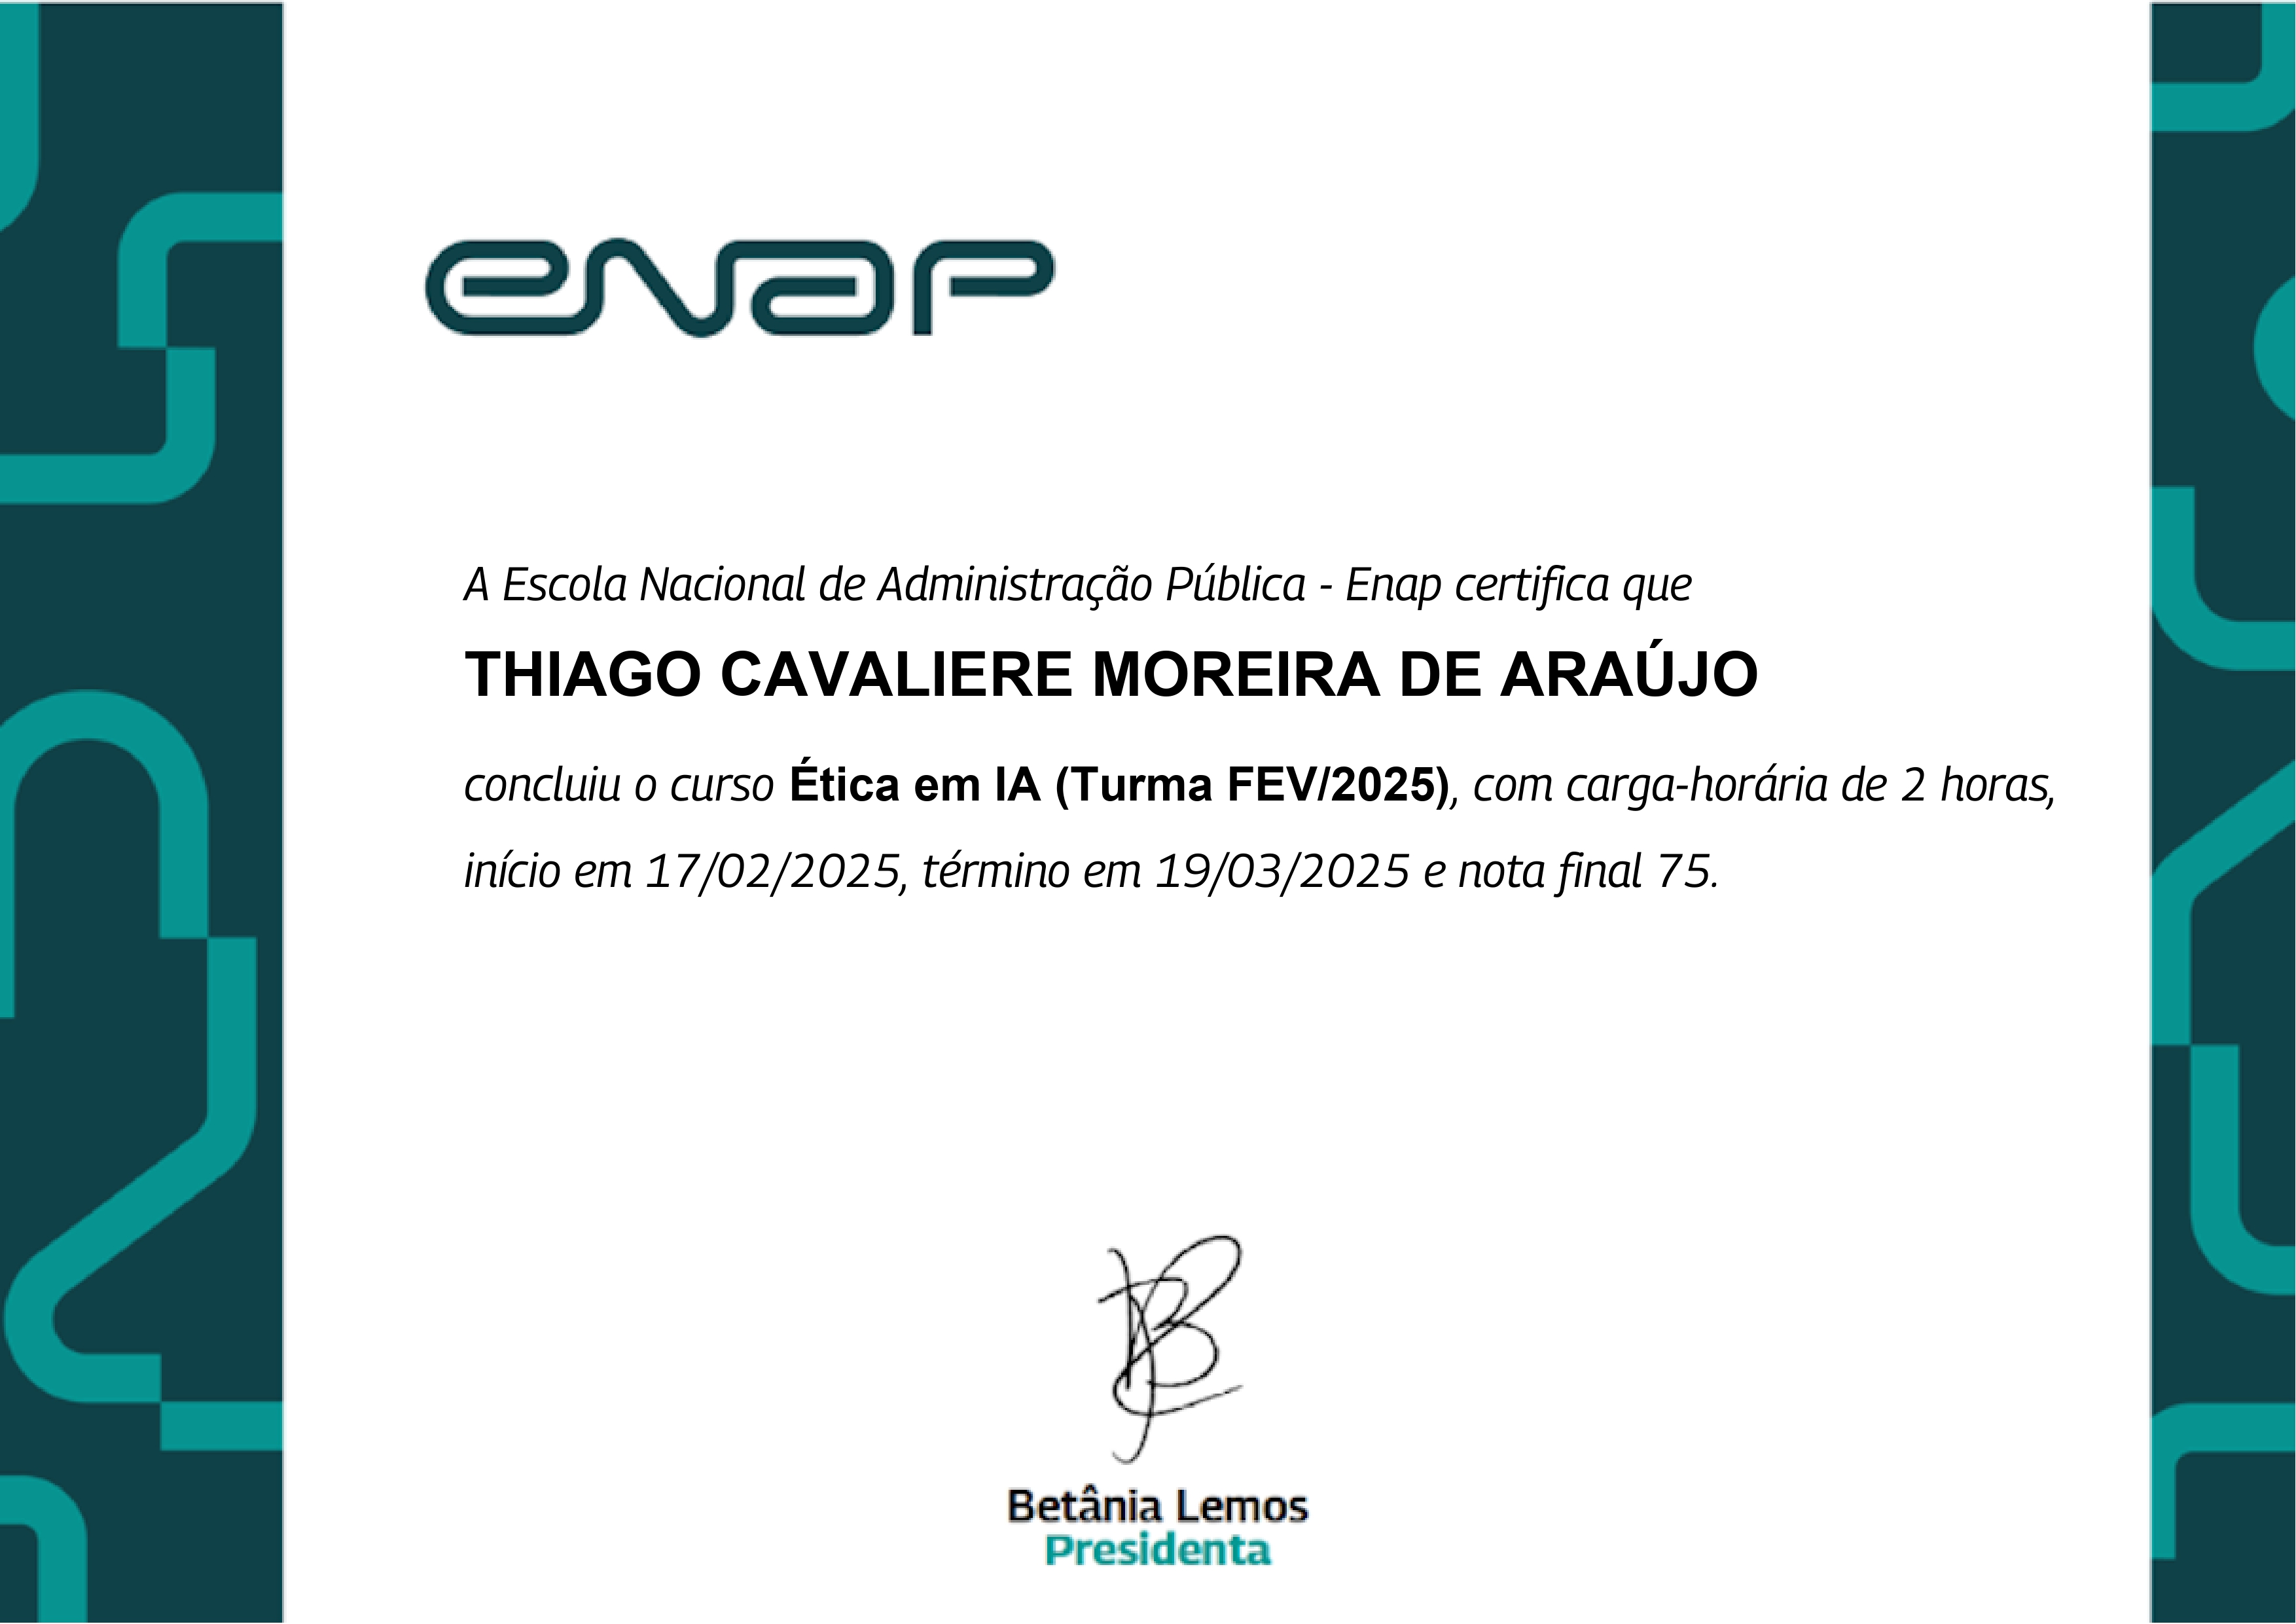 enap
A Escola Nacional de Administração Pública - Enap certifica que
THIAGO CAVALIERE MOREIRA DE ARAÚJO
concluiu o curso Ética em IA (Turma FEV/2025), com carga-horária de 2 horas,
início em 17/02/2025, término em 19/03/2025 e nota final 75.
Betânia Lemos
Presidenta